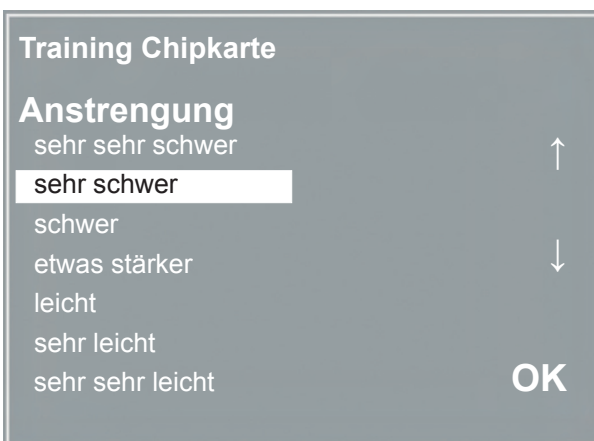 Training Chipkarte
Anstrengung
sehr sehr schwer
↑
sehr schwer
schwer
etwas stärker
↓
leicht
sehr leicht
sehr sehr leicht
OK